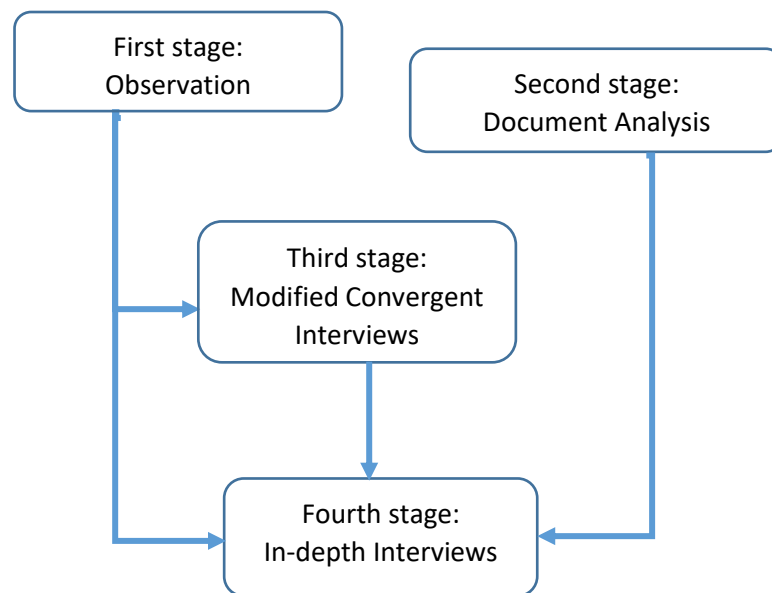 First stage:
Observation
Second stage:
Document Analysis
Third stage:
Modified Convergent
Interviews
Fourth stage:
In-depth Interviews